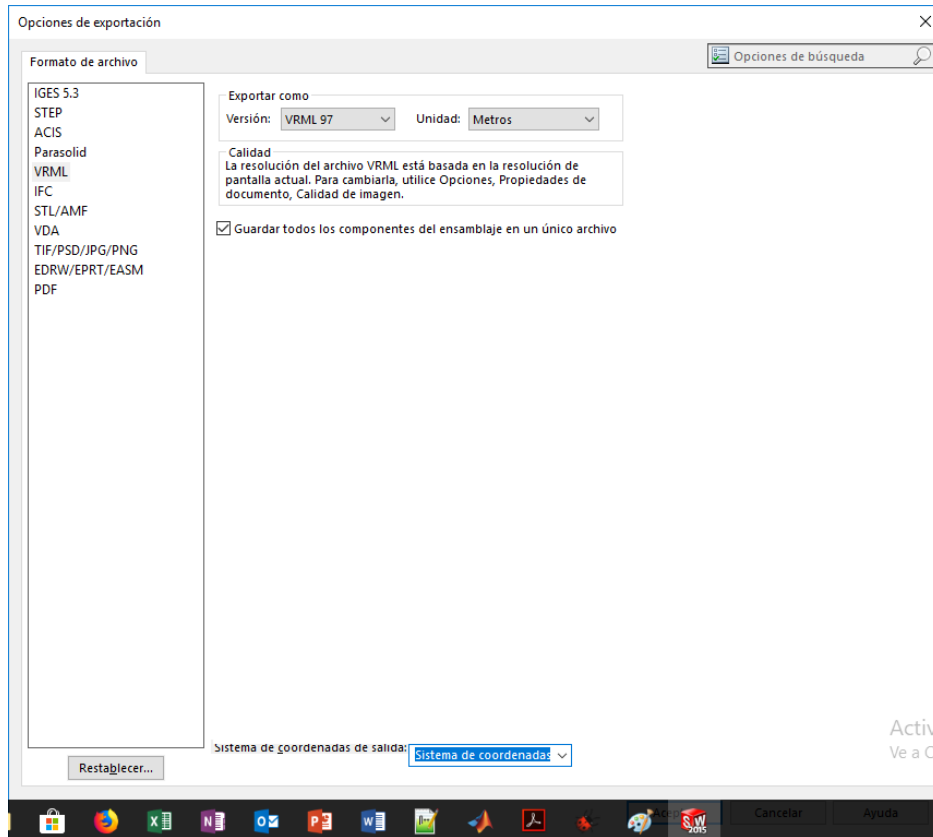 Opciones de exportación
Formato de archivo
Opciones de búsqueda
IGES 5.3
STEP
ACIS
Parasolid
VRML
IFC
STL/AMF
VDA
TIF/PSD/JPG/PNG
EDRW/EPRT/EASM
PDF
Exportar como
Versión: VRML 97 Unidad: Metros
Calidad
La resolución del archivo VRML está basada en la resolución de
pantalla actual. Para cambiarla, utilice Opciones, Propiedades de
documento, Calidad de imagen.
Guardar todos los componentes del ensamblaje en un único archivo
Sistema de coordenadas de salida: Sistema de coordenadas
Restablecer...
Activ
Ve a C
Acep Cancelar Ayuda
SW
2015